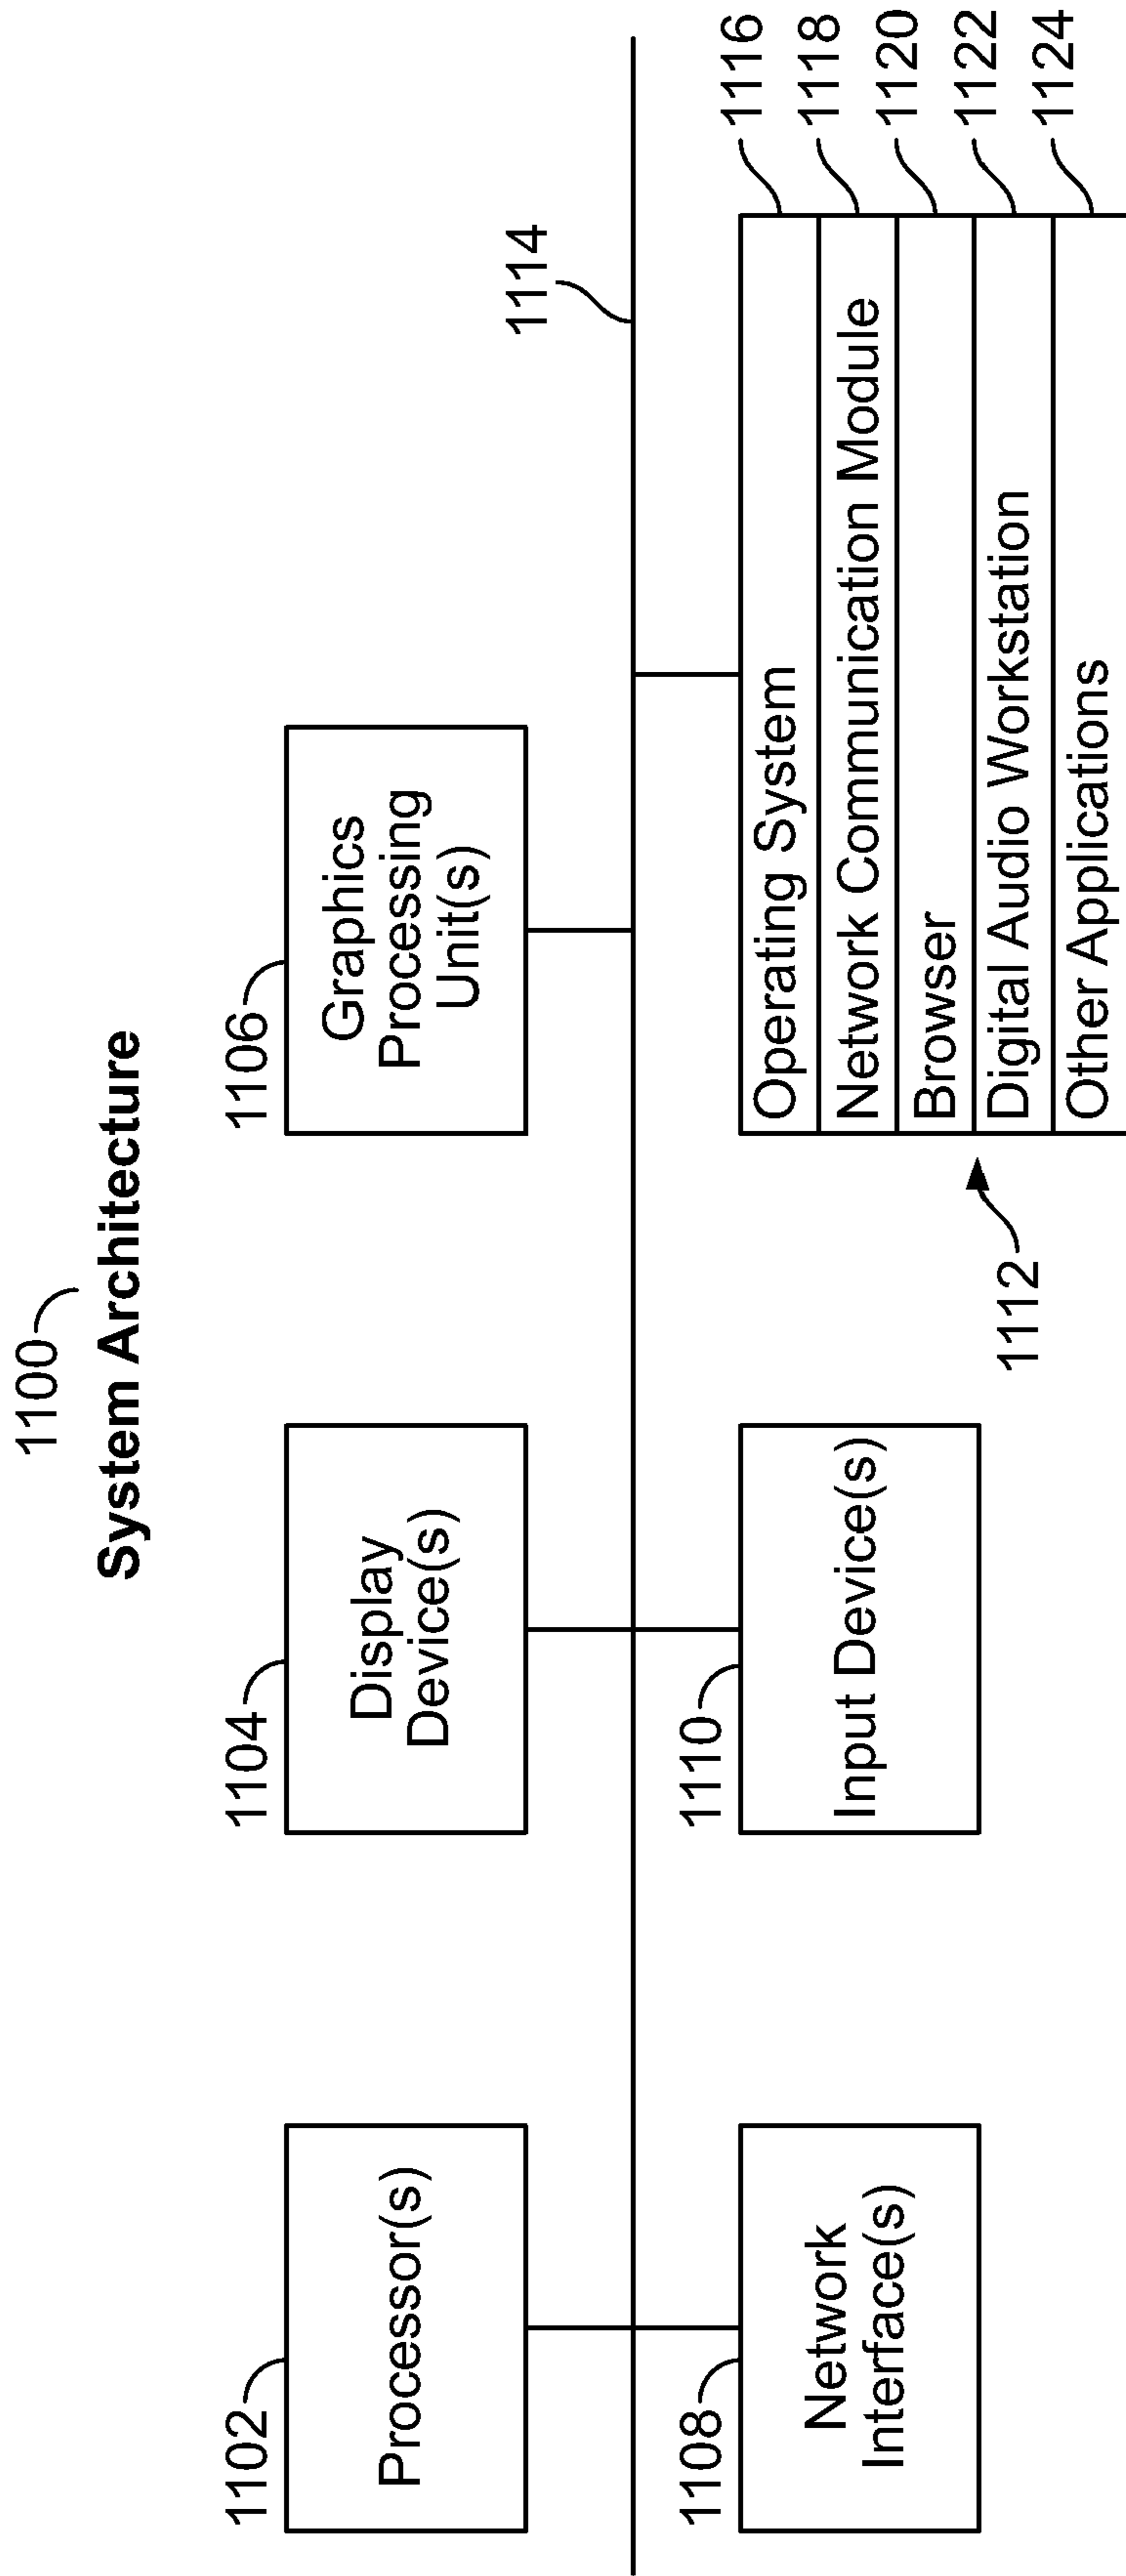 1100
System Architecture
1102
Processor(s)
1104
Display
Device(s)
1106
Graphics
Processing
Unit(s)
1114
1108
Network
Interface(s)
1110
Input Device(s)
1112
Operating System
1116
Network Communication Module
1118
Browser
1120
Digital Audio Workstation
1122
Other Applications
1124